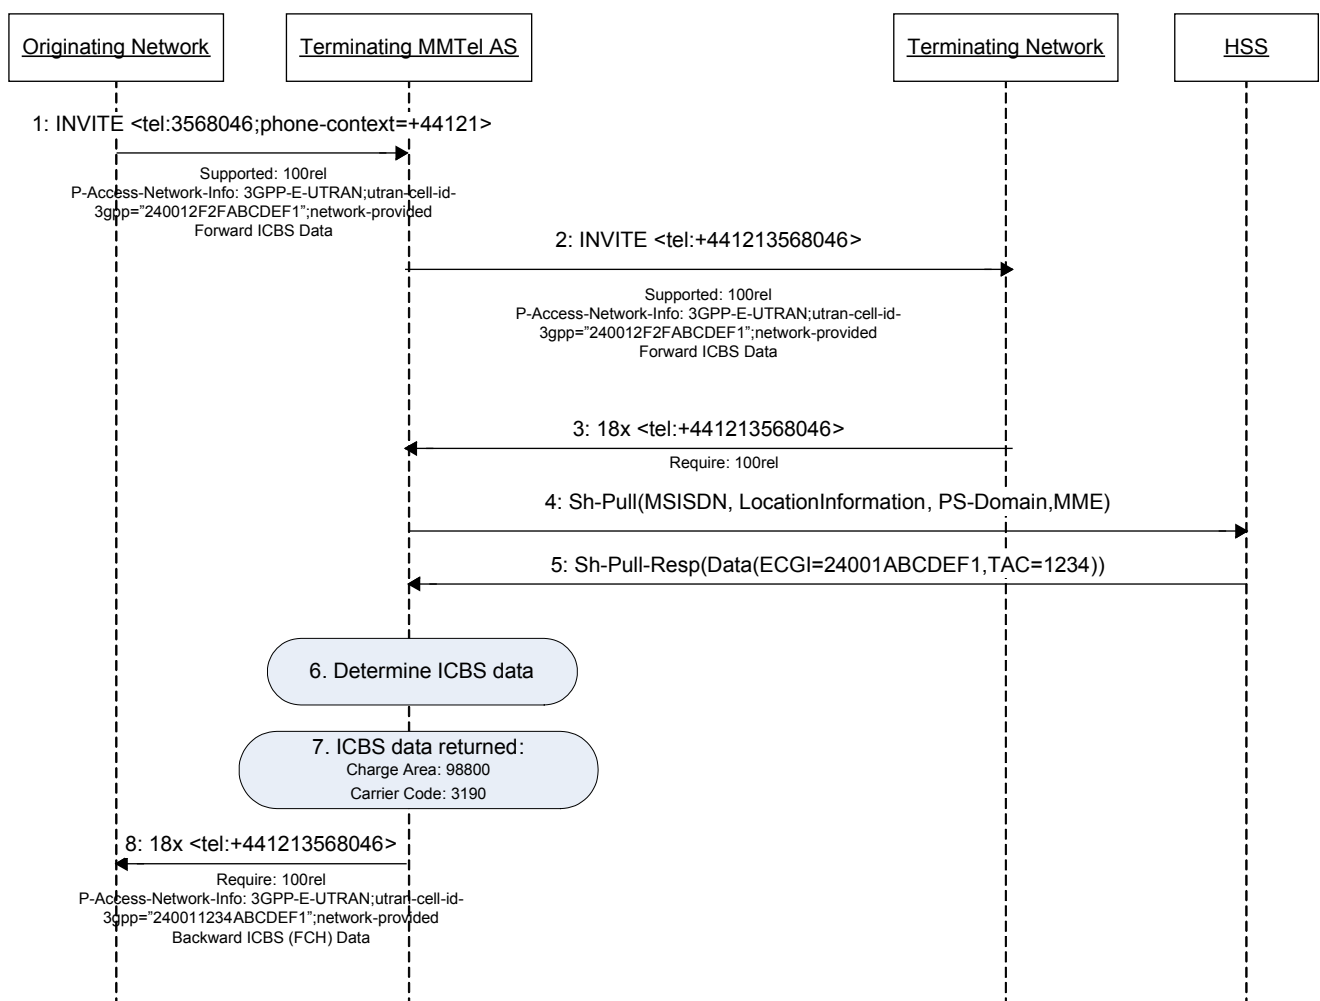 Originating Network
Terminating MMTel AS
Terminating Network
HSS
1: INVITE <tel:3568046;phone-context=+44121>
Supported: 100rel
P-Access-Network-Info: 3GPP-E-UTRAN;utran-cell-id-
3gpp=”240012F2FABCDEF1”;network-provided
Forward ICBS Data
2: INVITE <tel:+441213568046>
Supported: 100rel
P-Access-Network-Info: 3GPP-E-UTRAN;utran-cell-id-
3gpp=”240012F2FABCDEF1”;network-provided
Forward ICBS Data
3: 18x <tel:+441213568046>
Require: 100rel
4: Sh-Pull(MSISDN, LocationInformation, PS-Domain,MME)
5: Sh-Pull-Resp(Data(ECGI=24001ABCDEF1,TAC=1234))
6. Determine ICBS data
7. ICBS data returned:
Charge Area: 98800
Carrier Code: 3190
8: 18x <tel:+441213568046>
Require: 100rel
P-Access-Network-Info: 3GPP-E-UTRAN;utran-cell-id-
3gpp=”240011234ABCDEF1”;network-provided
Backward ICBS (FCH) Data